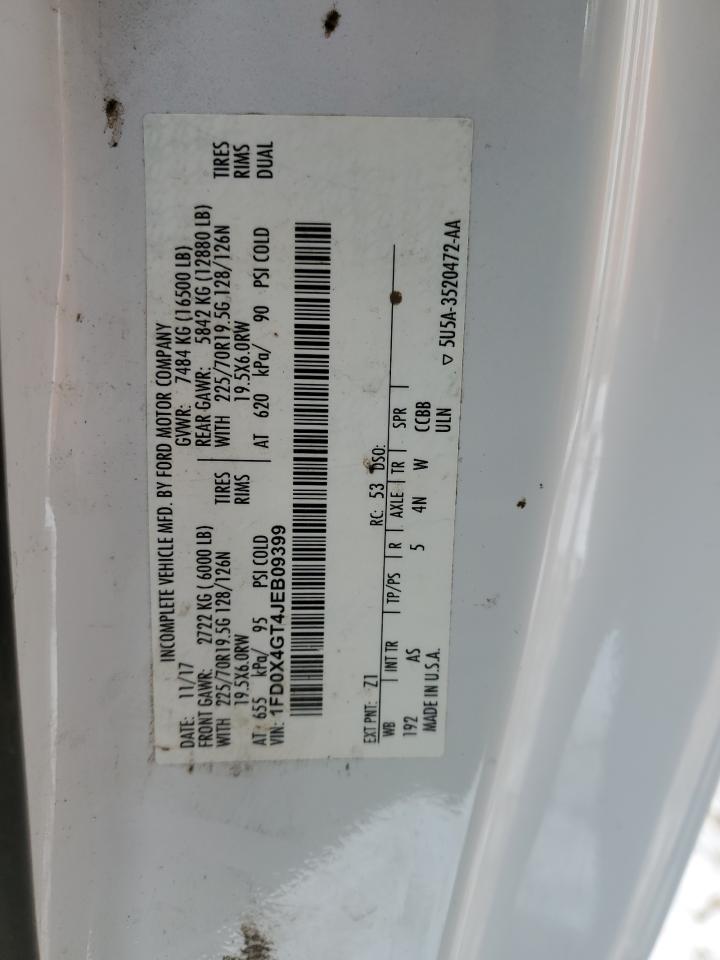 INCOMPLETE VEHICLE MFD. BY FORD MOTOR COMPANY
DATE: 11/17 GVWR: 7484 KG (16500 LB)
FRONT GAWR: 2722 KG ( 6000 LB) REAR GAWR: 5842 KG (12880 LB)
WITH 225/70R19.5G 128/126N TIRES WITH 225/70R19.5G 128/126N TIRES
19.5X6.0RW RIMS 19.5X6.0RW RIMS
AT 655 kPa/ 95 PSI COLD AT 620 kPa/ 90 PSI COLD DUAL
VIN: 1FD0X4GT4JEB09399
EXT PNT: Z1 RC: 53 DSO:
WB INT TR TP/PS R AXLE TR SPR
192 AS 5 4N W CCBB
ULN
MADE IN U.S.A. ▽ 5U5A-3520472-AA